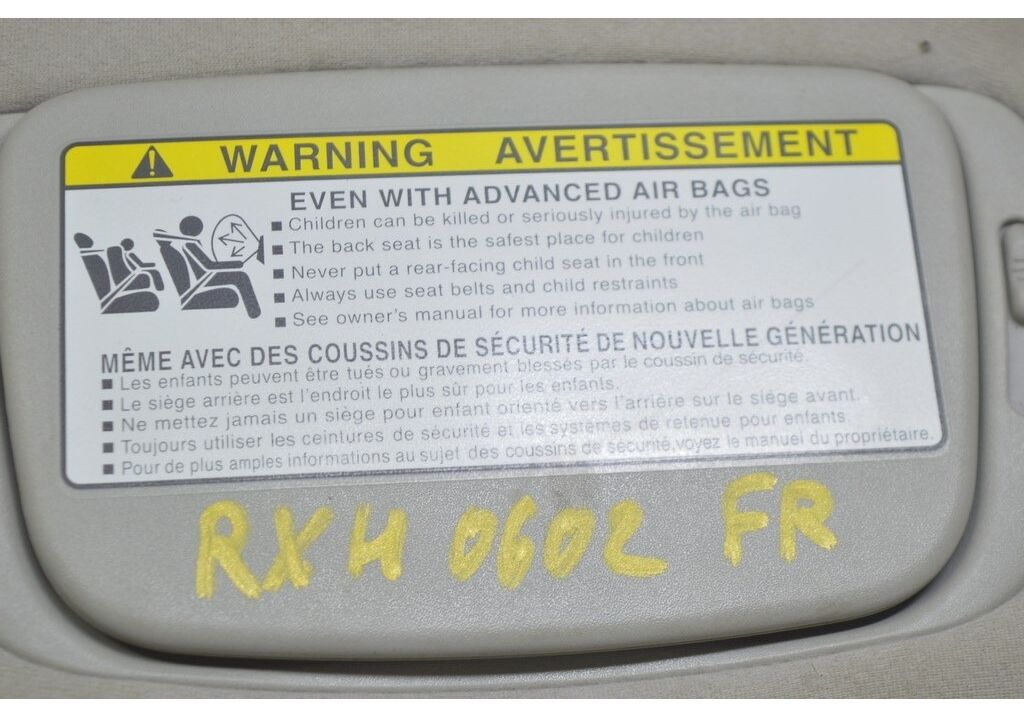 WARNING AVERTISSEMENT
EVEN WITH ADVANCED AIR BAGS
■ Children can be killed or seriously injured by the air bag
■ The back seat is the safest place for children
■ Never put a rear-facing child seat in the front
■ Always use seat belts and child restraints
■ See owner's manual for more information about air bags
MÊME AVEC DES COUSSINS DE SÉCURITÉ DE NOUVELLE GÉNÉRATION
■ Les enfants peuvent être tués ou gravement blessés par le coussin de sécurité.
■ Le siège arrière est l'endroit le plus sûr pour les enfants.
■ Ne mettez jamais un siège pour enfant orienté vers l'arrière sur le siège avant.
■ Toujours utiliser les ceintures de sécurité et les systèmes de retenue pour enfants.
■ Pour de plus amples informations au sujet des coussins de sécurité,voyez le manuel du propriétaire.
RX4 0602 FR